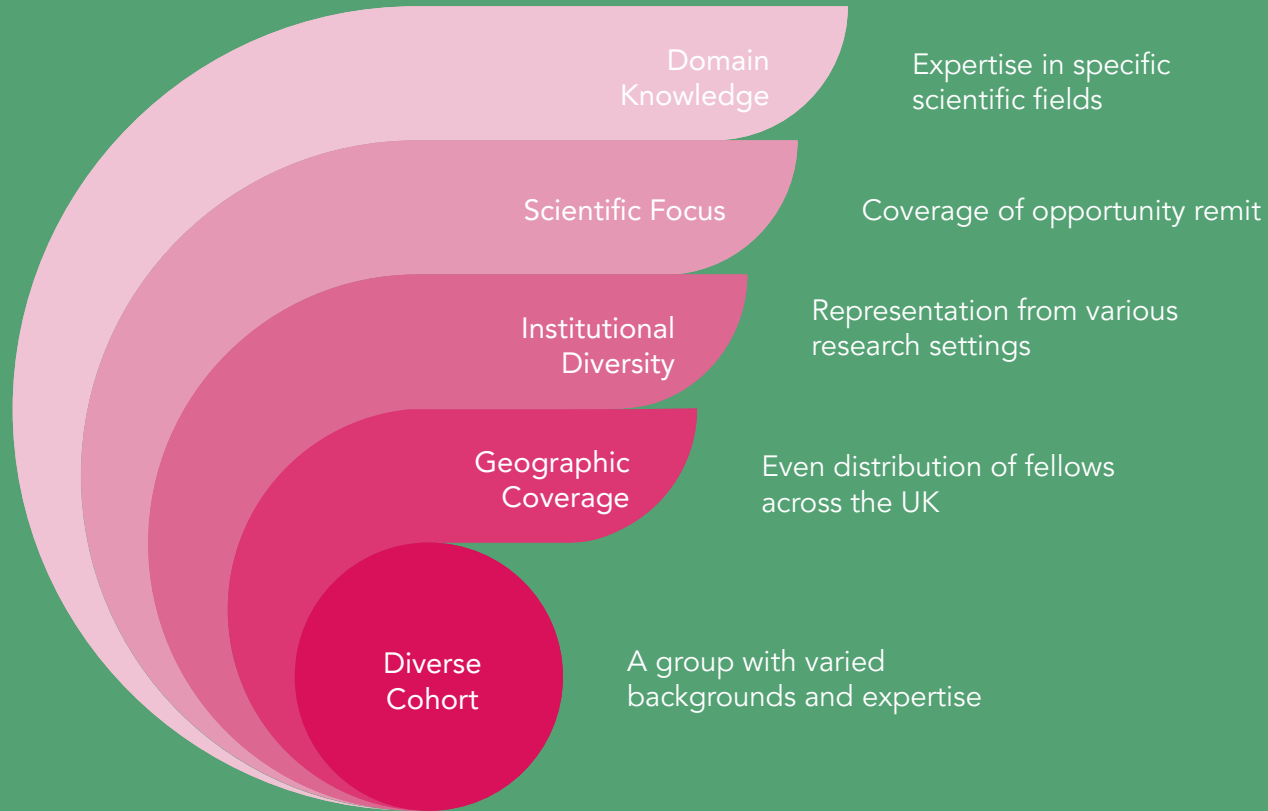 Domain
Knowledge
Expertise in specific
scientific fields
Scientific Focus
Coverage of opportunity remit
Institutional
Diversity
Representation from various
research settings
Geographic
Coverage
Even distribution of fellows
across the UK
Diverse
Cohort
A group with varied
backgrounds and expertise